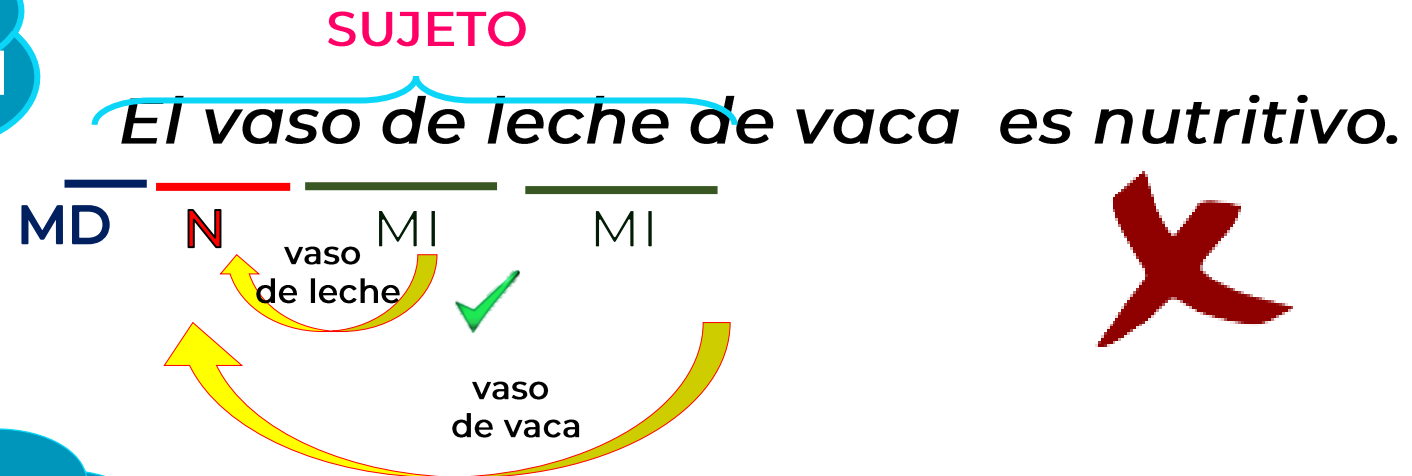 SUJETO
El vaso de leche de vaca es nutritivo.
MD N MI MI
vaso
de leche
vaso
de vaca